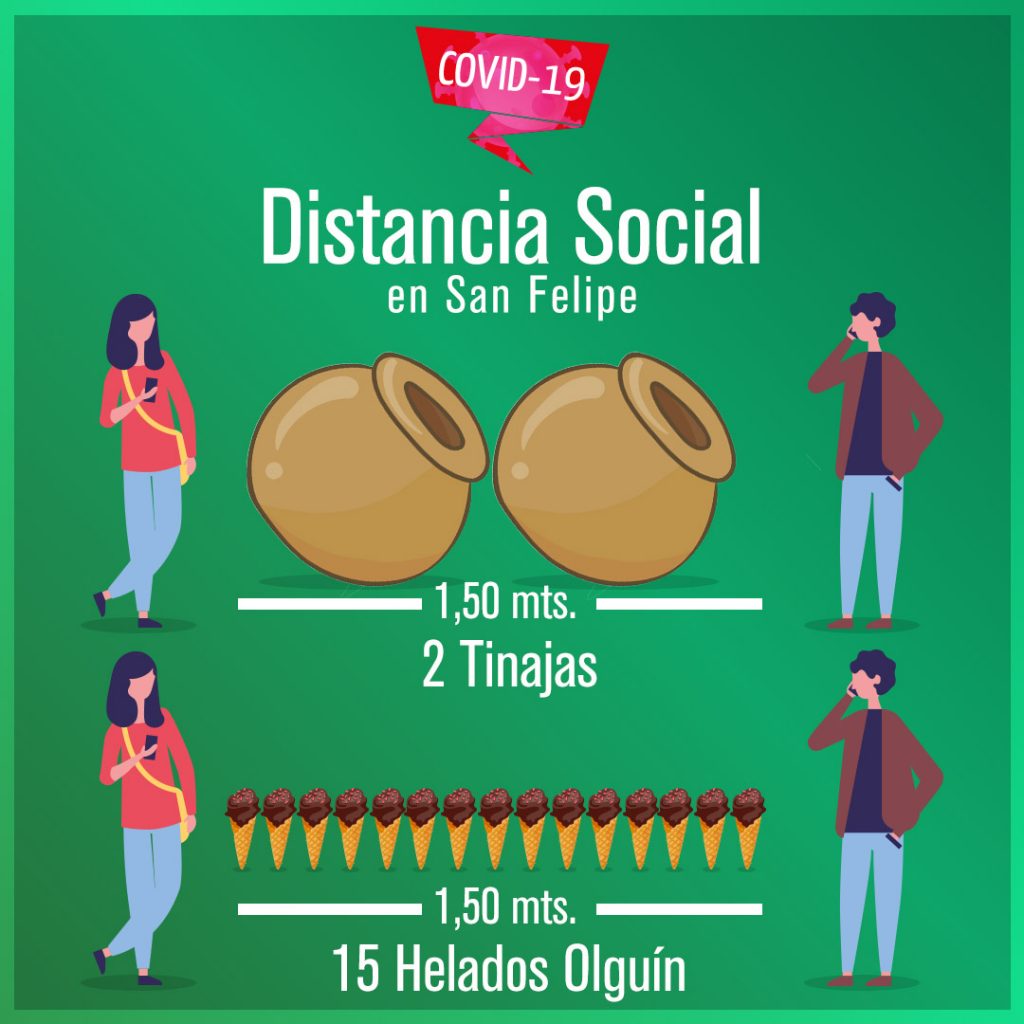 COVID-19
Distancia Social
en San Felipe
1,50 mts.
2 Tinajas
1,50 mts.
15 Helados Olguín